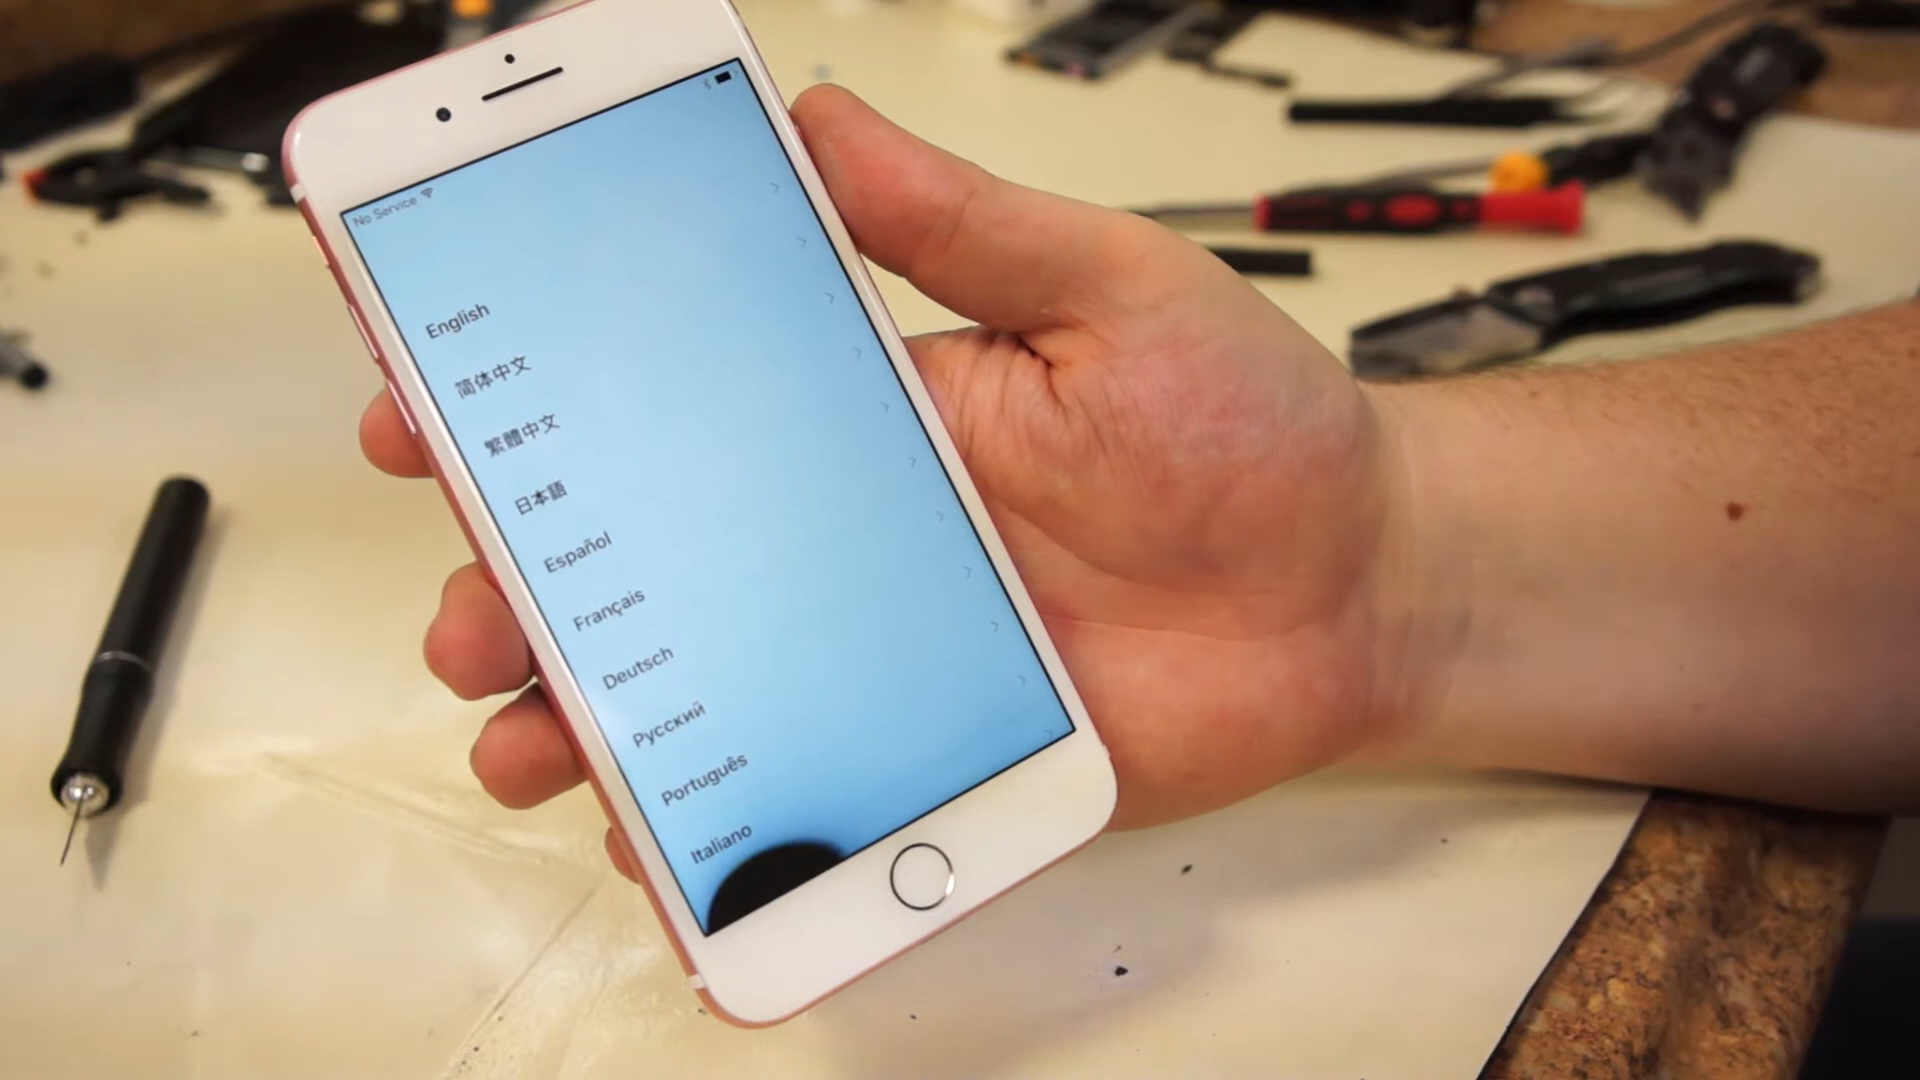 No Service
English
简体中文
繁體中文
日本語
Español
Français
Deutsch
Русский
Português
Italiano